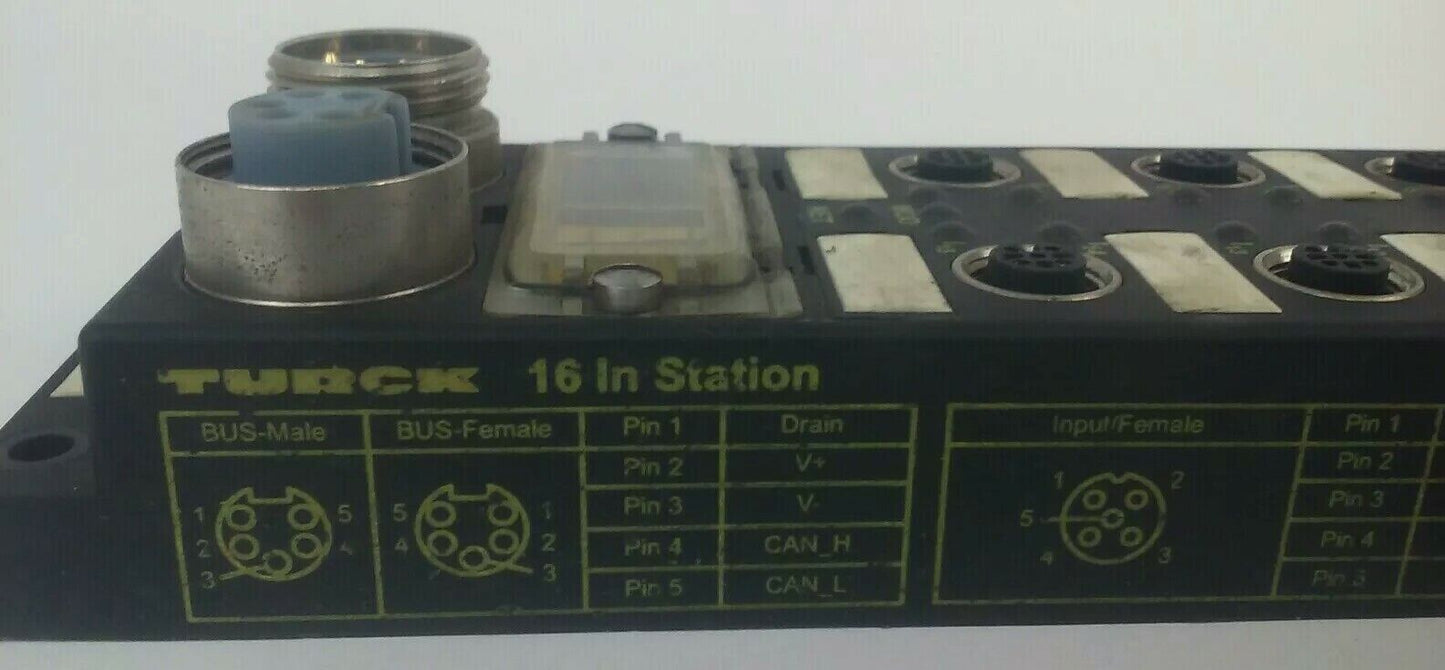 TURCK 16 In Station
BUS-Male BUS-Female Pin 1 Drain
Pin 2 V+
Pin 3 V-
Pin 4 CAN_H
Pin 5 CAN_L
1 5
2 4
3
5 1
4 2
3
Input/Female Pin 1
Pin 2
Pin 3
Pin 4
1 2
5
4 3